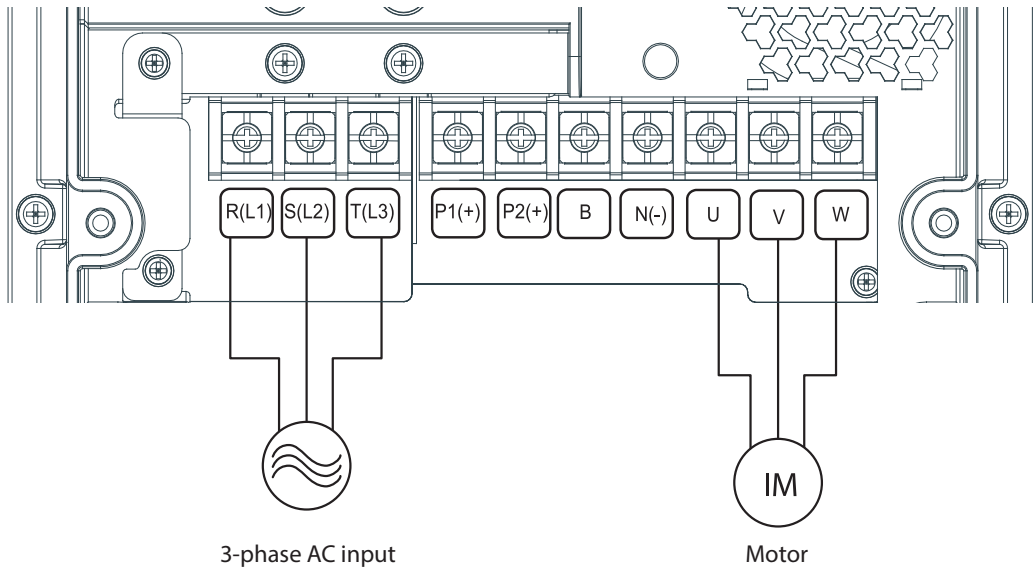 R(L1) S(L2) T(L3) P1(+) P2(+) B N(-) U V W
IM
3-phase AC input Motor